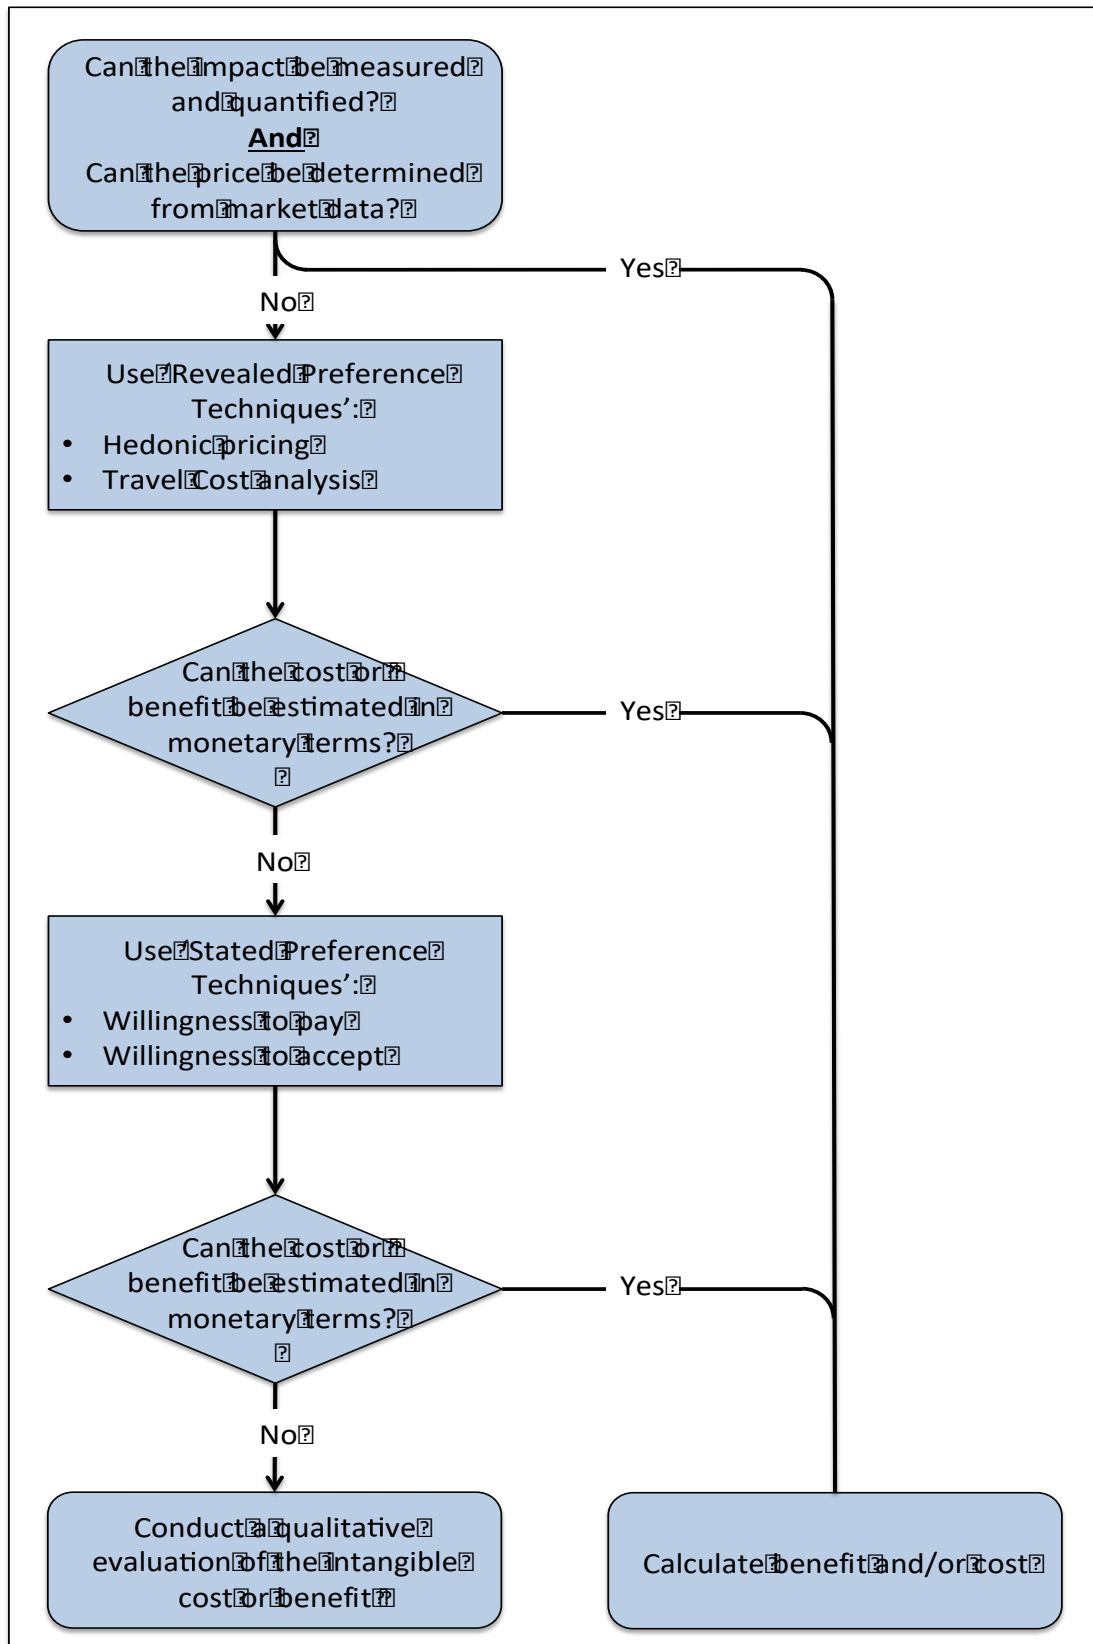 Can the impact be measured
and quantified?
And
Can the price be determined
from market data?
Yes
No
Use 'Revealed Preference
Techniques':
• Hedonic pricing
• Travel Cost analysis
Can the cost or
benefit be estimated in
monetary terms?
Yes
No
Use 'Stated Preference
Techniques':
• Willingness to pay
• Willingness to accept
Can the cost or
benefit be estimated in
monetary terms?
Yes
No
Conduct a qualitative
evaluation of the intangible
cost or benefit
Calculate benefit and/or cost